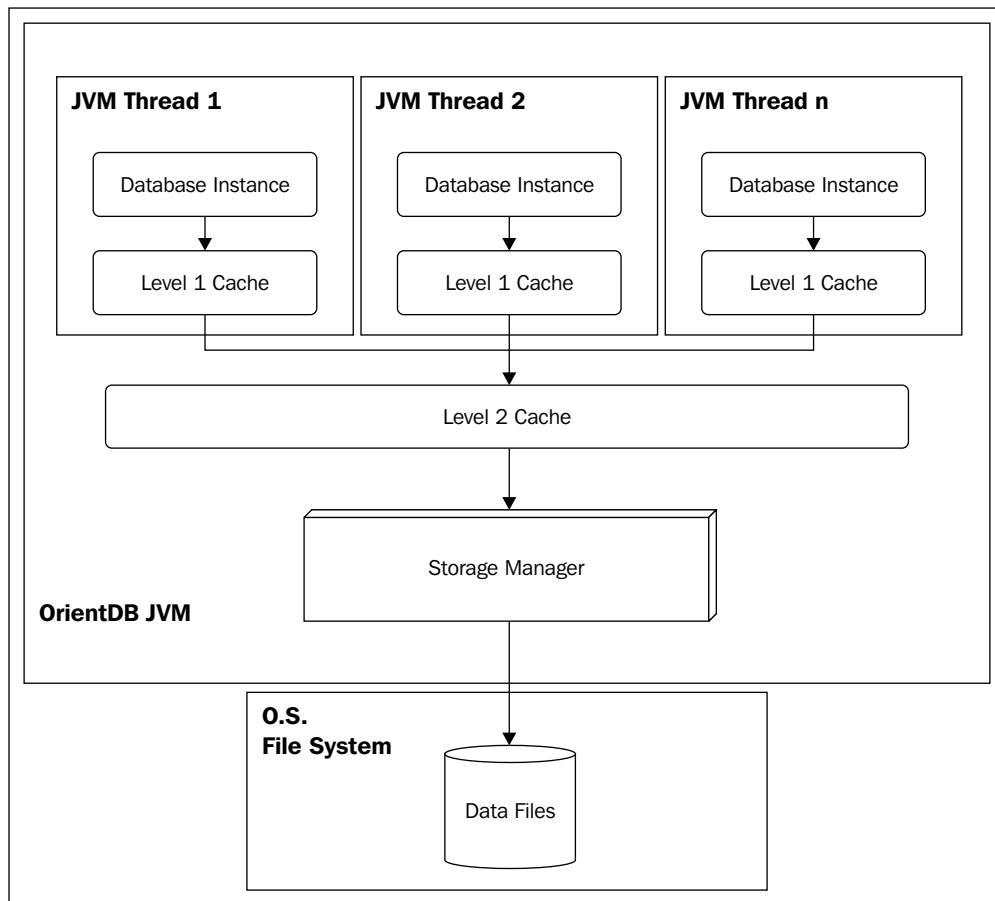 JVM Thread 1
JVM Thread 2
JVM Thread n
Database Instance
Database Instance
Database Instance
Level 1 Cache
Level 1 Cache
Level 1 Cache
Level 2 Cache
Storage Manager
OrientDB JVM
O.S.
File System
Data Files